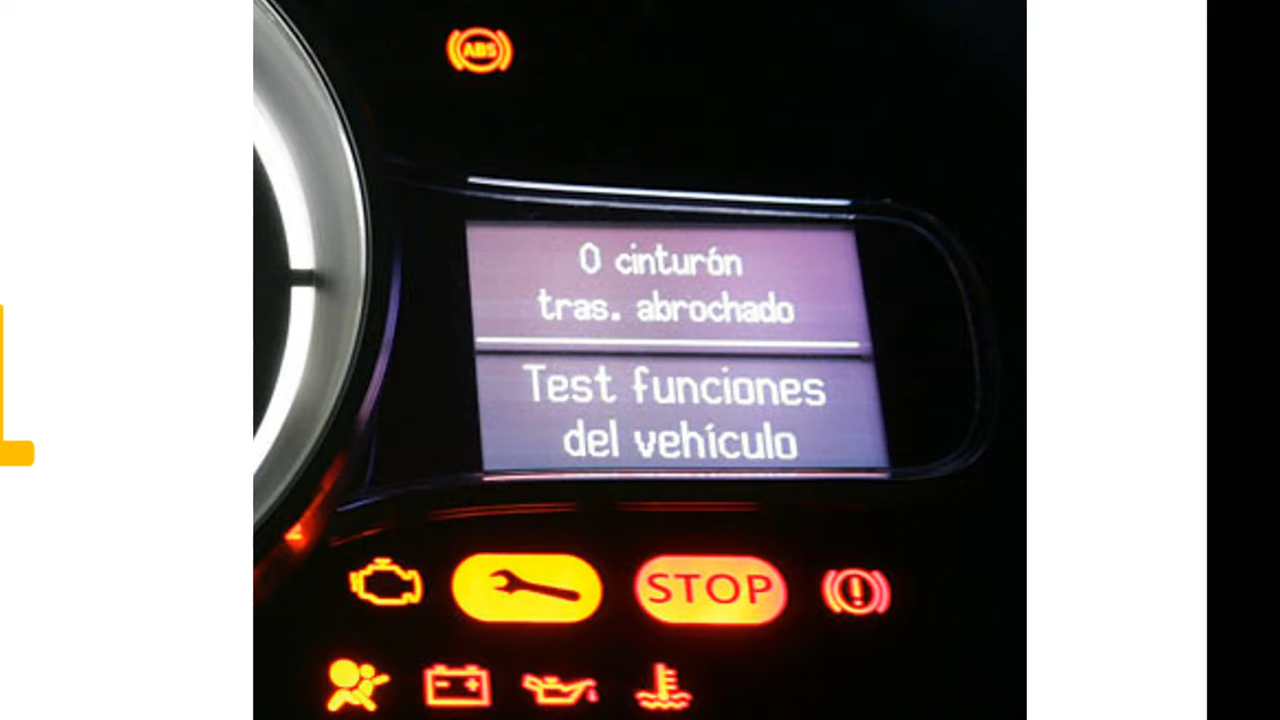 ABS
0 cinturón
tras. abrochado
Test funciones
del vehículo
STOP